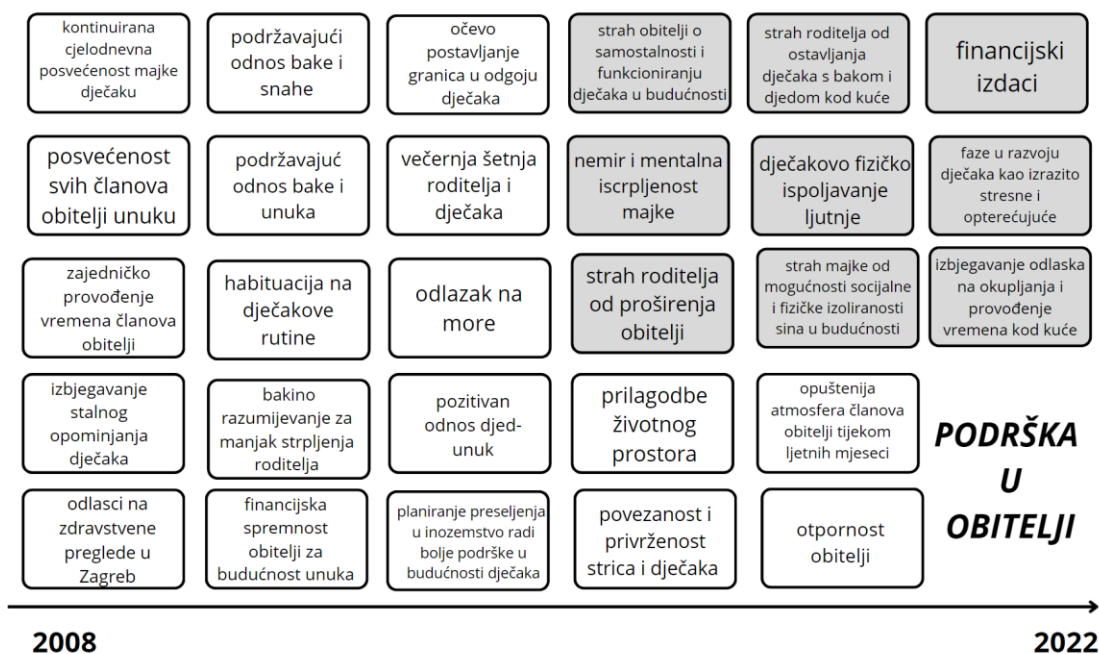 kontinuirana
cjelodnevna
posvećenost majke
dječaku
podržavajući
odnos bake i
snahe
očevo
postavljanje
granica u odgoju
dječaka
strah obitelji o
samostalnosti i
funkcioniranju
dječaka u budućnosti
strah roditelja od
ostavljanja
dječaka s bakom i
djedom kod kuće
financijski
izdaci
posvećenost
svih članova
obitelji unuku
podržavajuć
odnos bake i
unuka
večernja šetnja
roditelja i
dječaka
nemir i mentalna
iscrpljenost
majke
dječakovo fizičko
ispoljavanje
ljutnje
faze u razvoju
dječaka kao izrazito
stresne i
opterećujuće
zajedničko
provođenje
vremena članova
obitelji
habituacija na
dječakove
rutine
odlazak na
more
strah roditelja
od proširenja
obitelji
strah majke od
mogućnosti socijalne
i fizičke izoliranosti
sina u budućnosti
izbjegavanje odlaska
na okupljanja i
provođenje
vremena kod kuće
izbjegavanje
stalnog
opominjanja
dječaka
bakino
razumijevanje za
manjak strpljenja
roditelja
pozitivan
odnos djed-
unuk
prilagodbe
životnog
prostora
opuštenija
atmosfera članova
obitelji tijekom
ljetnih mjeseci
PODRŠKA
U
OBITELJI
odlasci na
zdravstvene
preglede u
Zagreb
financijska
spremnost
obitelji za
budućnost unuka
planiranje preseljenja
u inozemstvo radi
bolje podrške u
budućnosti dječaka
povezanost i
privrženost
strica i dječaka
otpornost
obitelji
2008
2022